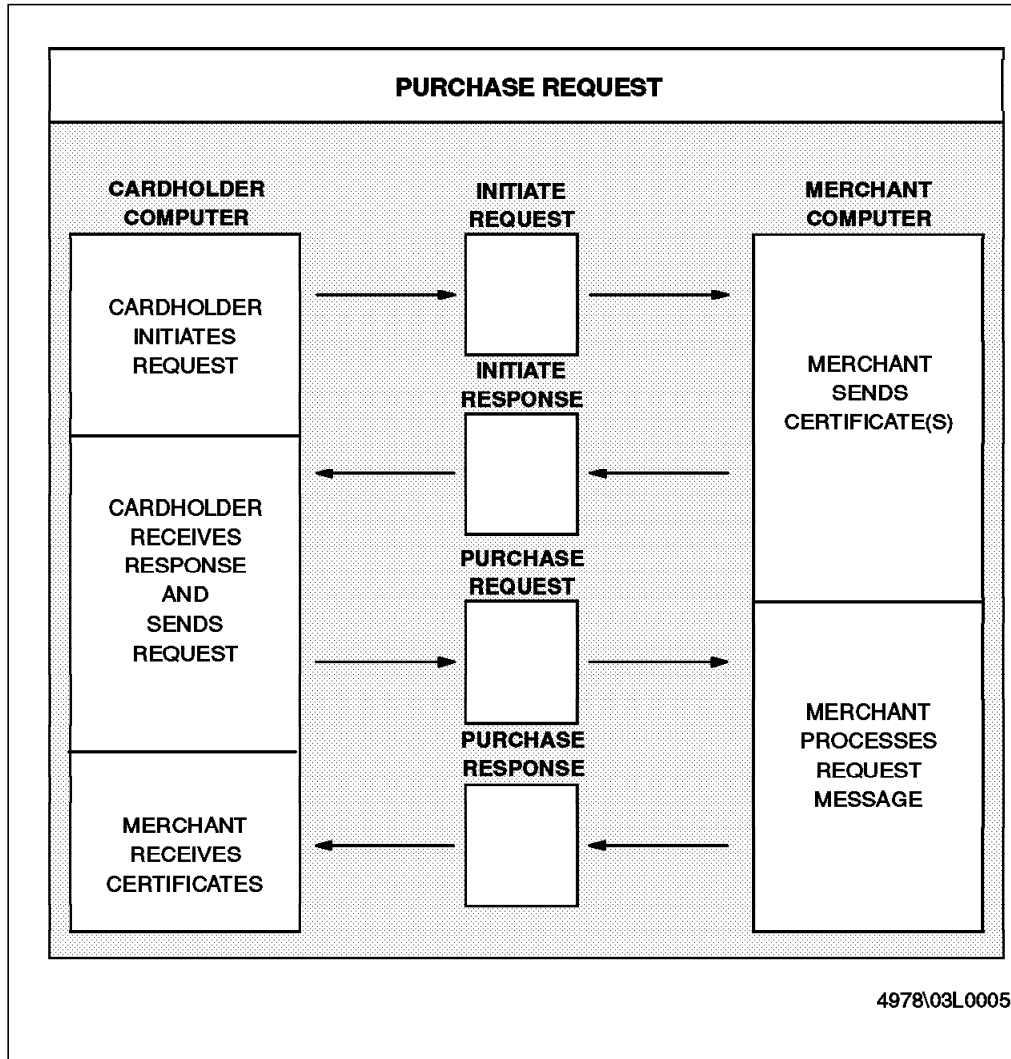 PURCHASE REQUEST
CARDHOLDER
COMPUTER
INITIATE
REQUEST
MERCHANT
COMPUTER
CARDHOLDER
INITIATES
REQUEST
MERCHANT
SENDS
CERTIFICATE(S)
INITIATE
RESPONSE
CARDHOLDER
RECEIVES
RESPONSE
AND
SENDS
REQUEST
PURCHASE
REQUEST
MERCHANT
PROCESSES
REQUEST
MESSAGE
PURCHASE
RESPONSE
MERCHANT
RECEIVES
CERTIFICATES
4978\03L0005